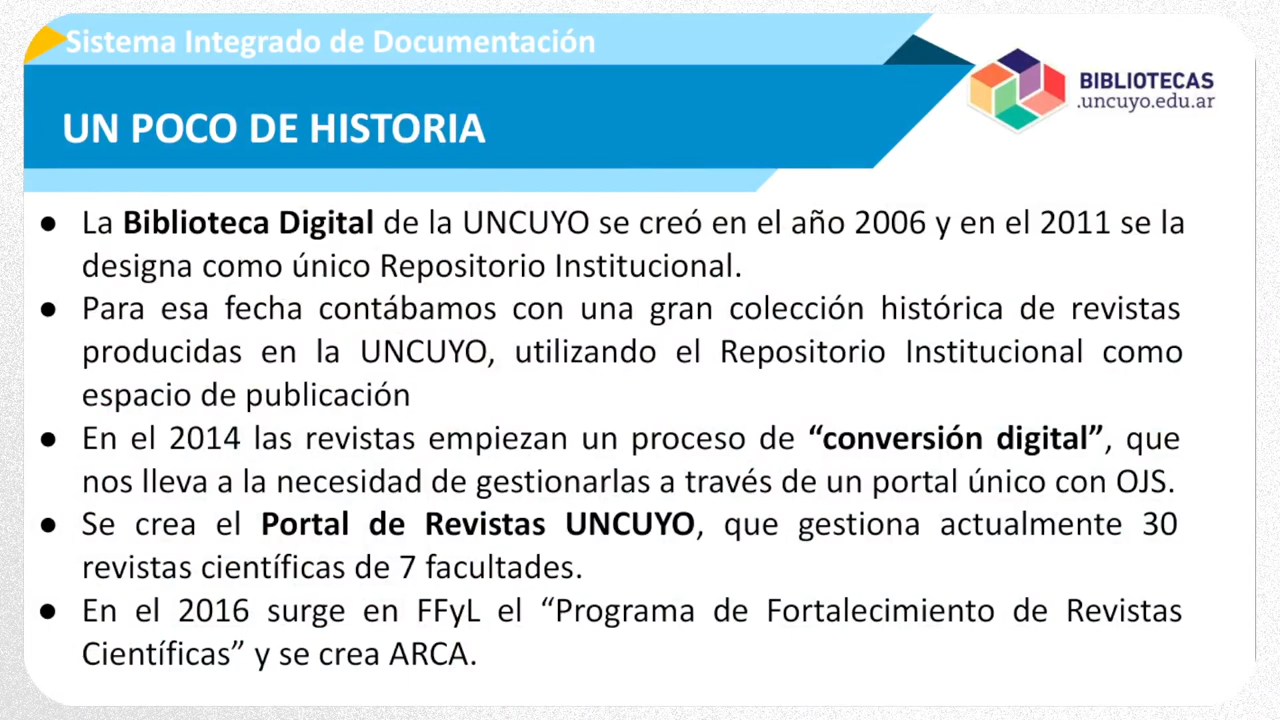 Sistema Integrado de Documentación
UN POCO DE HISTORIA
BIBLIOTECAS
.uncuyo.edu.ar
● La Biblioteca Digital de la UNCUYO se creó en el año 2006 y en el 2011 se la
designa como único Repositorio Institucional.
● Para esa fecha contábamos con una gran colección histórica de revistas
producidas en la UNCUYO, utilizando el Repositorio Institucional como
espacio de publicación
● En el 2014 las revistas empiezan un proceso de “conversión digital”, que
nos lleva a la necesidad de gestionarlas a través de un portal único con OJS.
● Se crea el Portal de Revistas UNCUYO, que gestiona actualmente 30
revistas científicas de 7 facultades.
● En el 2016 surge en FFyL el “Programa de Fortalecimiento de Revistas
Científicas” y se crea ARCA.